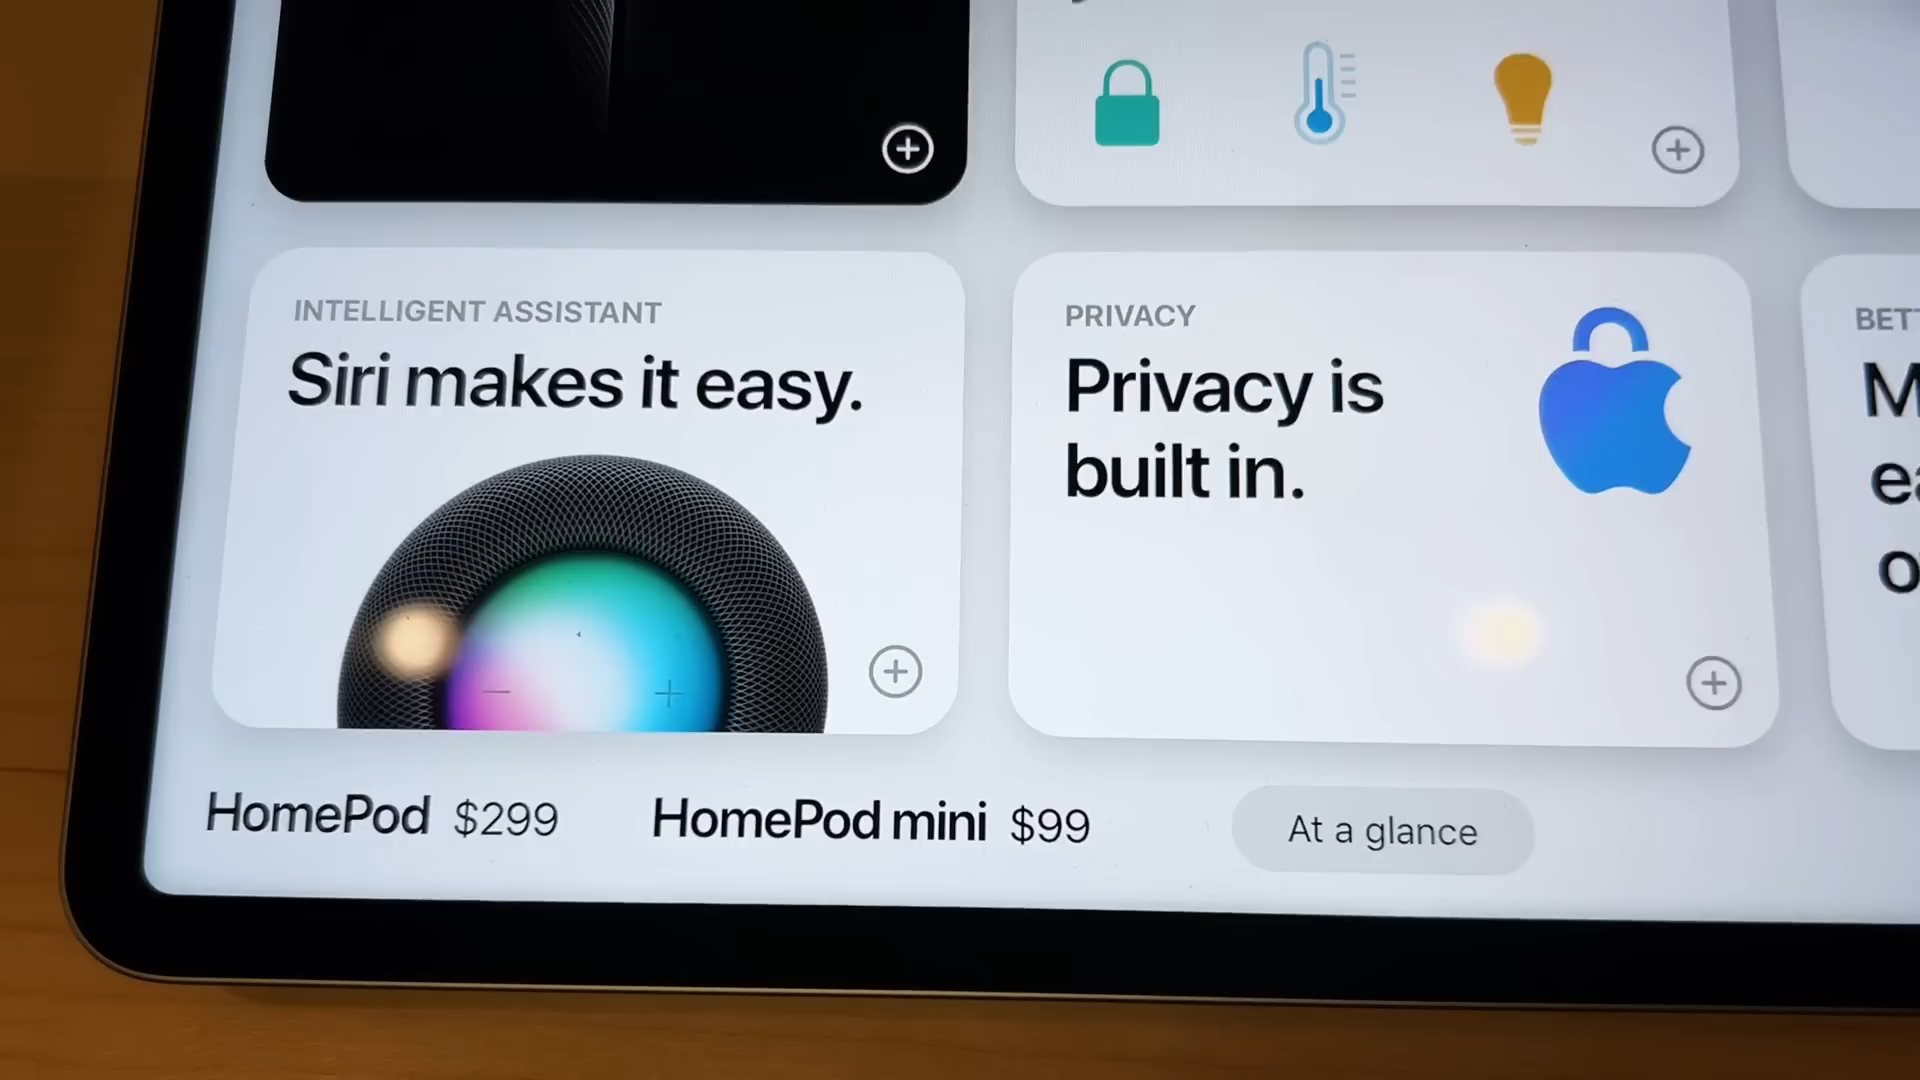 INTELLIGENT ASSISTANT
Siri makes it easy.
PRIVACY
Privacy is
built in.
HomePod $299
HomePod mini $99
At a glance